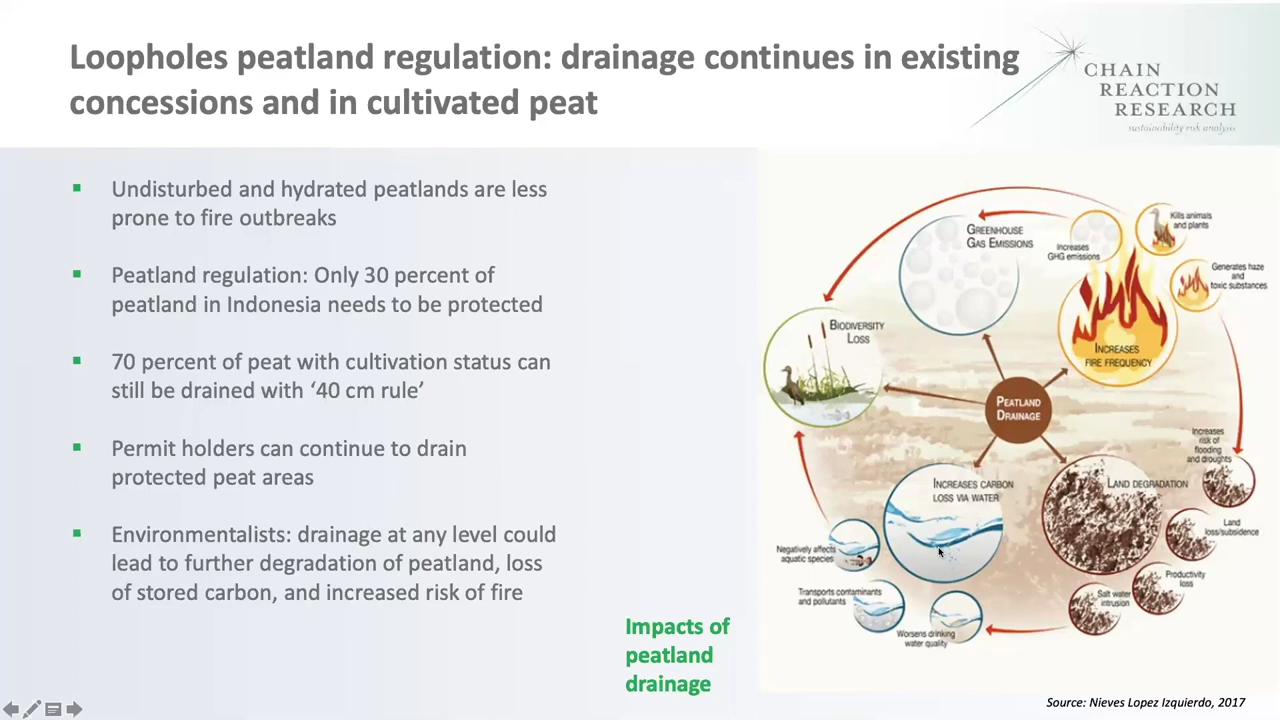 Loopholes peatland regulation: drainage continues in existing
concessions and in cultivated peat
CHAIN
REACTION
RESEARCH
sustainability risk analysis
Undisturbed and hydrated peatlands are less
prone to fire outbreaks
Peatland regulation: Only 30 percent of
peatland in Indonesia needs to be protected
70 percent of peat with cultivation status can
still be drained with ‘40 cm rule’
Permit holders can continue to drain
protected peat areas
Environmentalists: drainage at any level could
lead to further degradation of peatland, loss
of stored carbon, and increased risk of fire
Impacts of
peatland
drainage
GREENHOUSE
GAS EMISSIONS
Increases
GHG emissions
Kills animals
and plants
Generates haze
and
toxic substances
INCREASES
FIRE FREQUENCY
BIODIVERSITY
LOSS
PEATLAND
DRAINAGE
Increases
risk of
flooding
and droughts
INCREASES CARBON
LOSS VIA WATER
LAND DEGRADATION
Land
loss/subsidence
Negatively affects
aquatic species
Productivity
loss
Transports contaminants
and pollutants
Salt water
intrusion
Worsens drinking
water quality
Source: Nieves Lopez Izquierdo, 2017